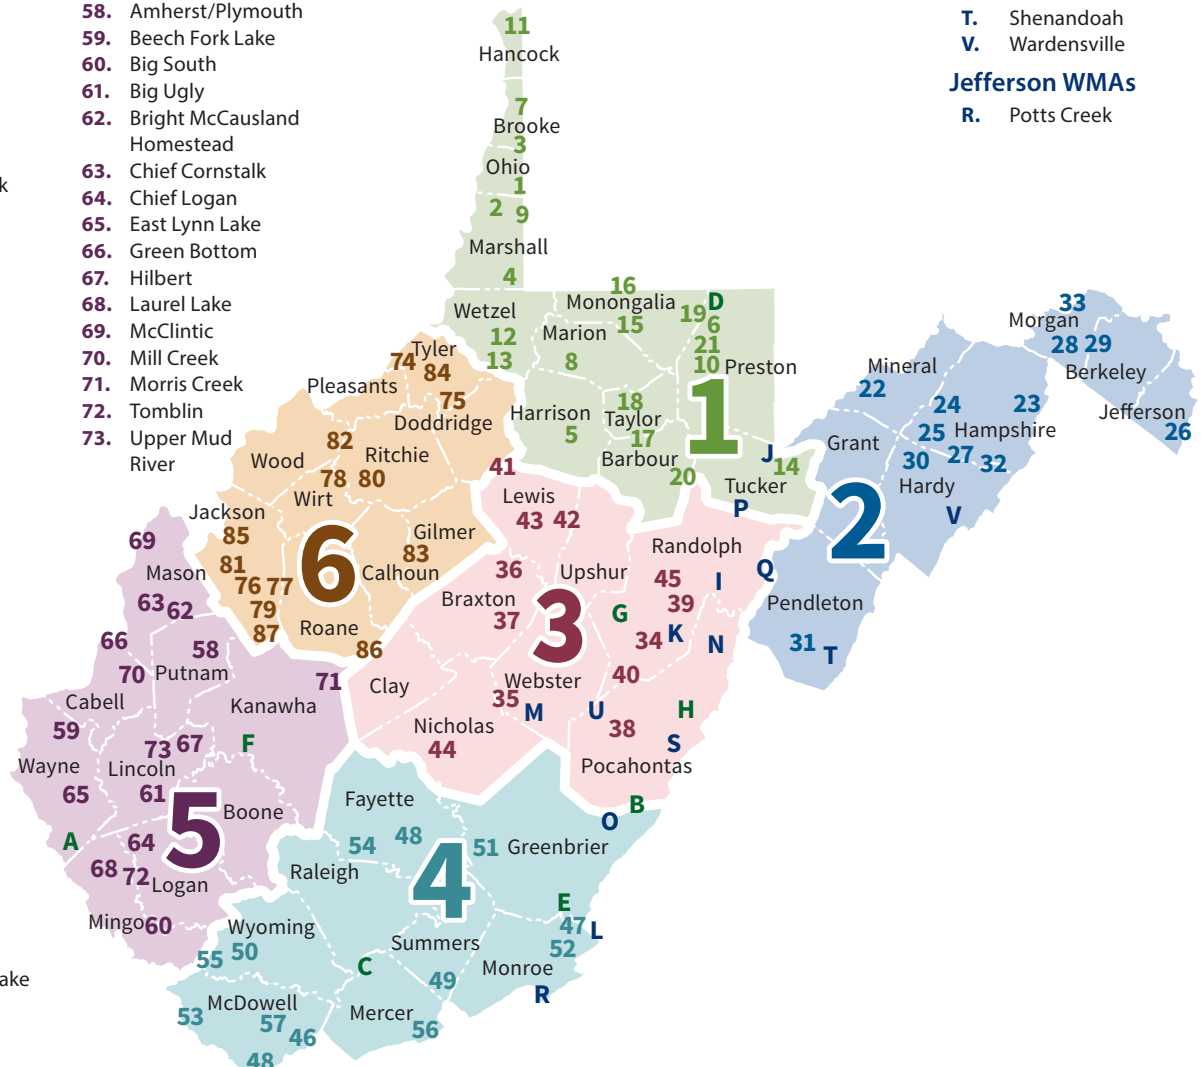 58. Amherst/Plymouth
59. Beech Fork Lake
60. Big South
61. Big Ugly
62. Bright McCausland
Homestead
63. Chief Cornstalk
64. Chief Logan
65. East Lynn Lake
66. Green Bottom
67. Hilbert
68. Laurel Lake
69. McClintic
70. Mill Creek
71. Morris Creek
72. Tomblin
73. Upper Mud
River
k
ake
T. Shenandoah
V. Wardensville
Jefferson WMAs
R. Potts Creek
11
Hancock
7
Brooke
3
Ohio
1
2 9
Marshall
4
16
Wetzel Monongalia D
19 6
12 Marion 15
13 8 21
10 Preston
1
Harrison 18
Taylor
5 17
Barbour
20
J
14
Tucker
P
33
Morgan
28 29
Berkeley
Jefferson
26
Mineral
22
24 23
25 Hampshire
Grant
30 27 32
Hardy
2
V
Pendleton
31 T
Tyler
74 84
Pleasants
75
Doddridge
82
Ritchie
Wood
78 80
Wirt
Jackson
85
Gilmer
83
81 6
Calhoun
76 77
79
Roane
87
86
41
Lewis
43 42
Randolph
36 Upshur
45 I Q
Braxton
37 3 G 39
34 K N
40
Clay
Webster
35 M U H
38 S
Nicholas
44
Pocahontas
B
O
69
Mason
63 62
66 58
70 Putnam
71
Cabell Kanawha
59
73 67 F
Wayne Lincoln
65 61 5 Boone
A 64
68 72 Logan
Mingo 60
Fayette
54 48 51 Greenbrier
Raleigh 4
E
47 L
52
Wyoming
55 50
Summers
C 49
Monroe
R
McDowell
53 57 46
48
Mercer
56